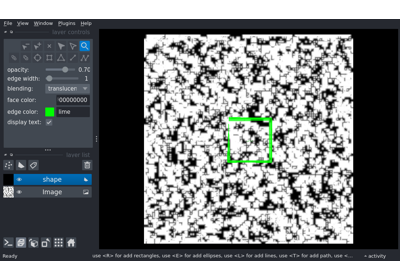 File View Window Plugins Help
layer controls
opacity: 0.70
edge width: 1
blending: translucen
face color: 00000000
edge color: lime
display text:
layer list
shape
Image
Ready use <R> for add rectangles, use <E> for add ellipses, use <L> for add lines, use <T> for add path, use <... activity